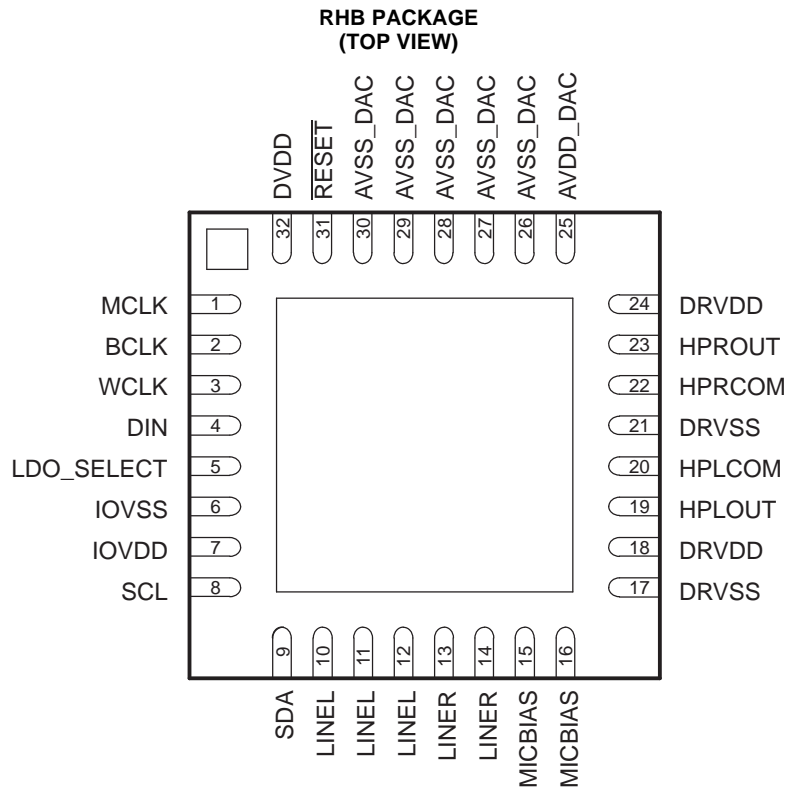 RHB PACKAGE
(TOP VIEW)
DVDD
RESET
AVSS_DAC
AVSS_DAC
AVSS_DAC
AVSS_DAC
AVSS_DAC
AVDD_DAC
32
31
30
29
28
27
26
25
MCLK 1
BCLK 2
WCLK 3
DIN 4
LDO_SELECT 5
IOVSS 6
IOVDD 7
SCL 8
24 DRVDD
23 HPROUT
22 HPRCOM
21 DRVSS
20 HPLCOM
19 HPLOUT
18 DRVDD
17 DRVSS
9
10
11
12
13
14
15
16
SDA
LINEL
LINEL
LINEL
LINER
LINER
MICBIAS
MICBIAS